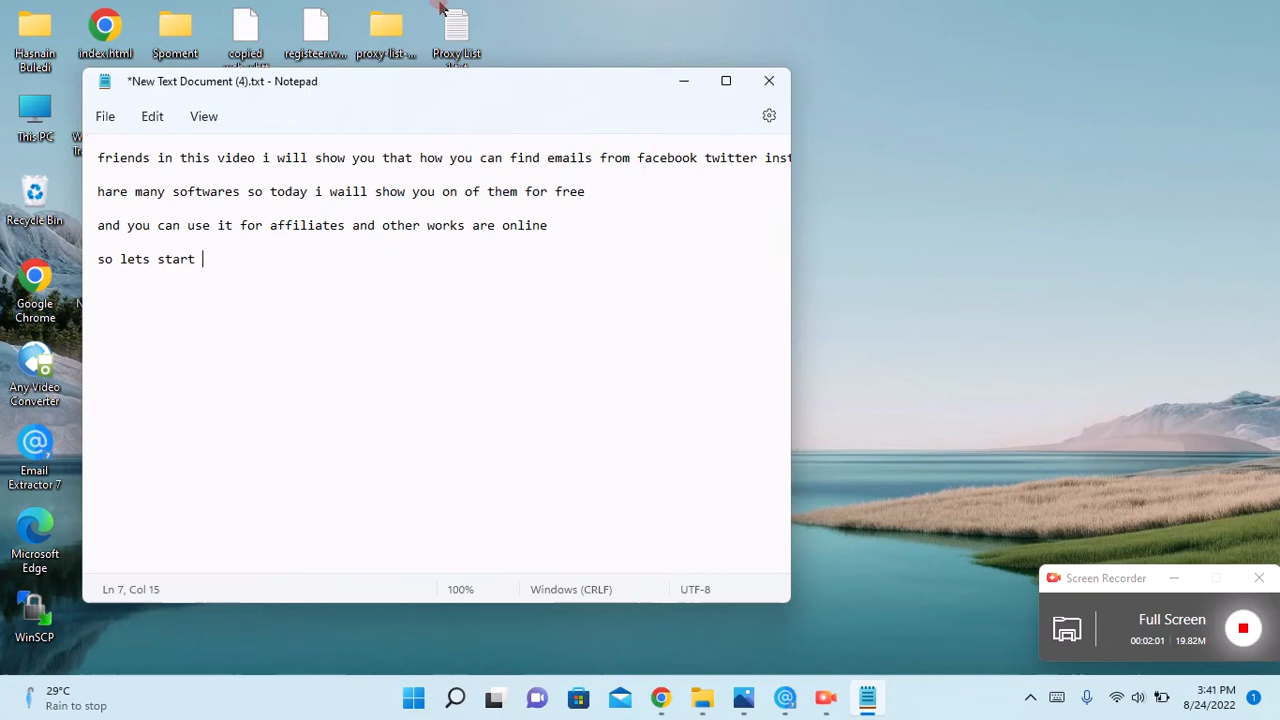 Hasnain
Buledi
index.html
Spoment
copied
registeer.w...
proxy-list-...
Proxy List
*New Text Document (4).txt - Notepad
File
Edit
View
friends in this video i will show you that how you can find emails from facebook twitter inst
hare many softwares so today i waill show you on of them for free
and you can use it for affiliates and other works are online
so lets start
This PC
Recycle Bin
Google
Chrome
Any Video
Converter
Email
Extractor 7
Microsoft
Edge
WinSCP
Ln 7, Col 15
100%
Windows (CRLF)
UTF-8
Screen Recorder
Full Screen
00:02:01
19.82M
29°C
Rain to stop
3:41 PM
8/24/2022
1